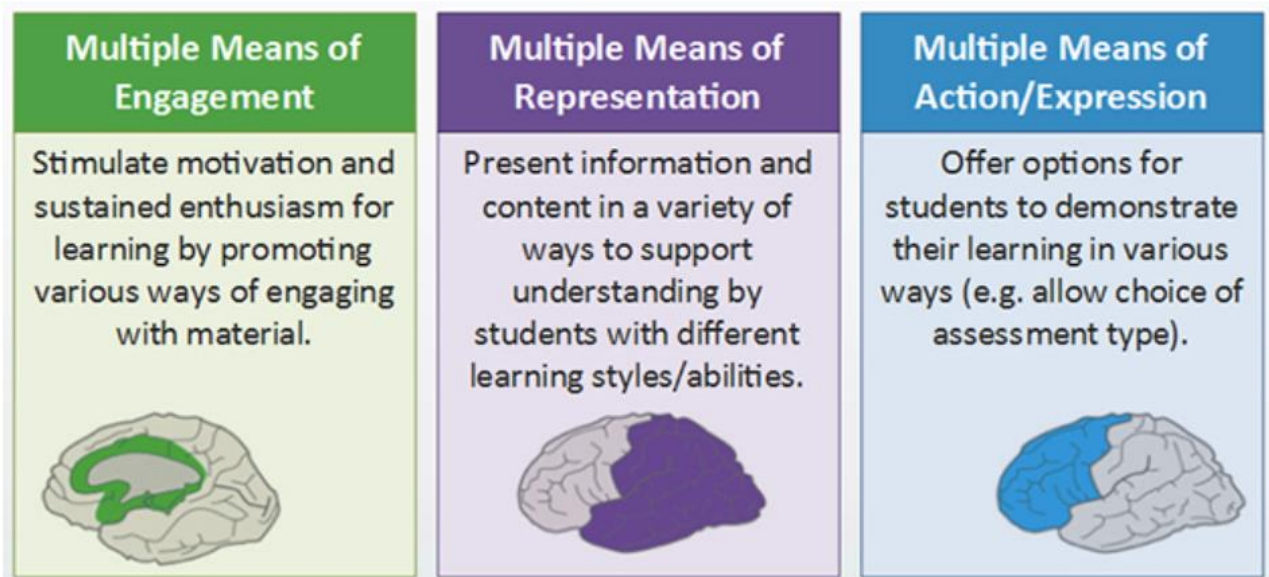 Multiple Means of
Engagement
Stimulate motivation and
sustained enthusiasm for
learning by promoting
various ways of engaging
with material.
Multiple Means of
Representation
Present information and
content in a variety of
ways to support
understanding by
students with different
learning styles/abilities.
Multiple Means of
Action/Expression
Offer options for
students to demonstrate
their learning in various
ways (e.g. allow choice of
assessment type).